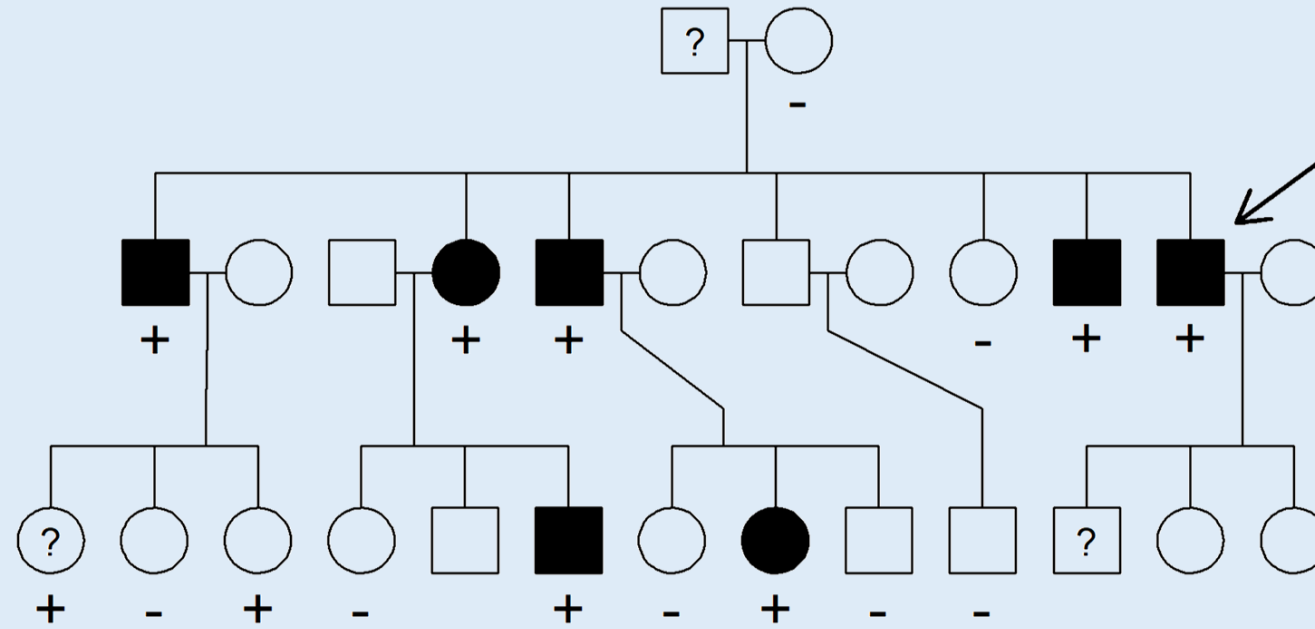 ?
-
+ + + - + +
? ?
+ - + - + - + - -